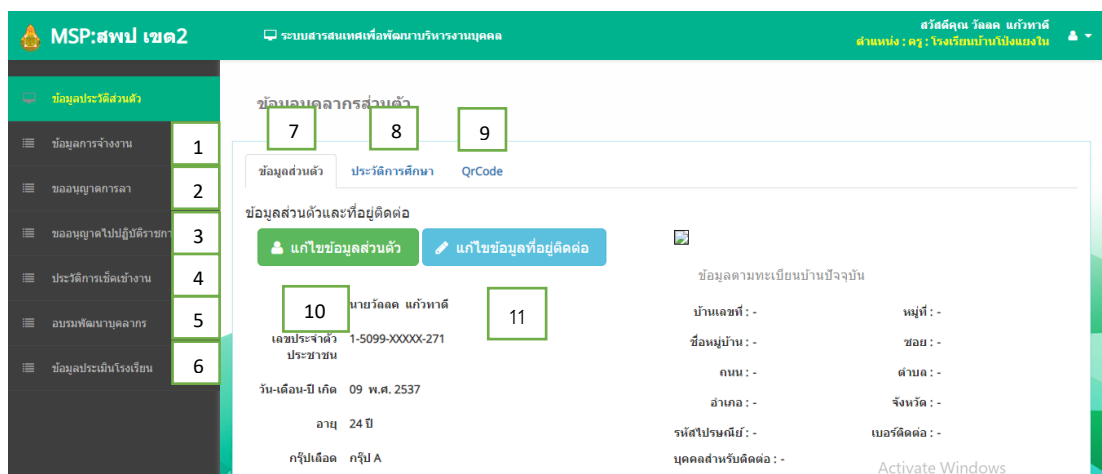 MSP:สพป เขต2
ระบบสารสนเทศเพื่อพัฒนาบริหารงานบุคคล
สวัสดีคุณ วัลลค แก้วทาดี
ตำแหน่ง : ครู : โรงเรียนบ้านโป่งแยงใน
ข้อมูลประวัติส่วนตัว
ข้อมูลการจ้างงาน 1
ขออนุญาตการลา 2
ขออนุญาตไปปฏิบัติราชกา 3
ประวัติการเช็คเข้างาน 4
อบรมพัฒนาบุคลากร 5
ข้อมูลประเมินโรงเรียน 6
ข้อมูลบุคลากรส่วนตัว
7 8 9
ข้อมูลส่วนตัว ประวัติการศึกษา QrCode
ข้อมูลส่วนตัวและที่อยู่ติดต่อ
แก้ไขข้อมูลส่วนตัว แก้ไขข้อมูลที่อยู่ติดต่อ
10 นายวัลลค แก้วทาดี 11
เลขประจำตัวประชาชน 1-5099-XXXXX-271
วัน-เดือน-ปี เกิด 09 พ.ศ. 2537
อายุ 24 ปี
กรุ๊ปเลือด กรุ๊ป A
ข้อมูลตามทะเบียนบ้านปัจจุบัน
บ้านเลขที่ : - หมู่ที่ : -
ชื่อหมู่บ้าน : - ซอย : -
ถนน : - ตำบล : -
อำเภอ : - จังหวัด : -
รหัสไปรษณีย์ : - เบอร์ติดต่อ : -
บุคคลสำหรับติดต่อ : -
Activate Windows